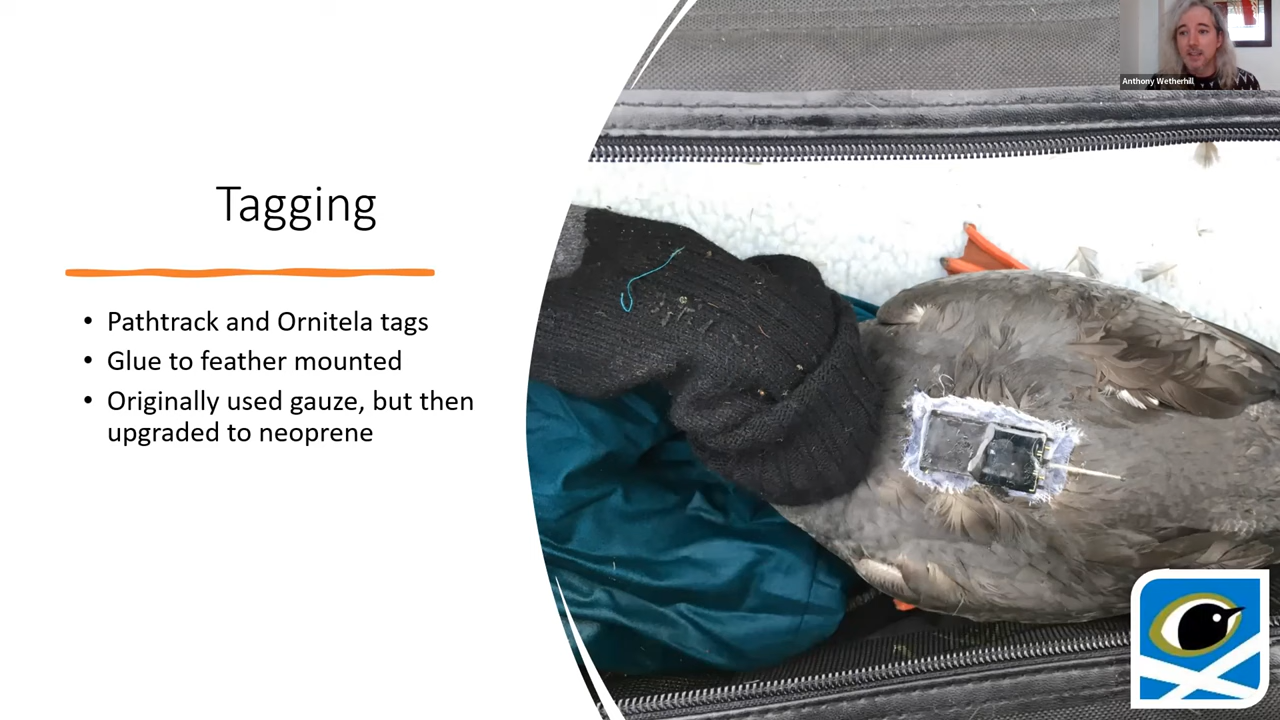 Anthony Wetherhill
Tagging
• Pathtrack and Ornitela tags
• Glue to feather mounted
• Originally used gauze, but then
upgraded to neoprene